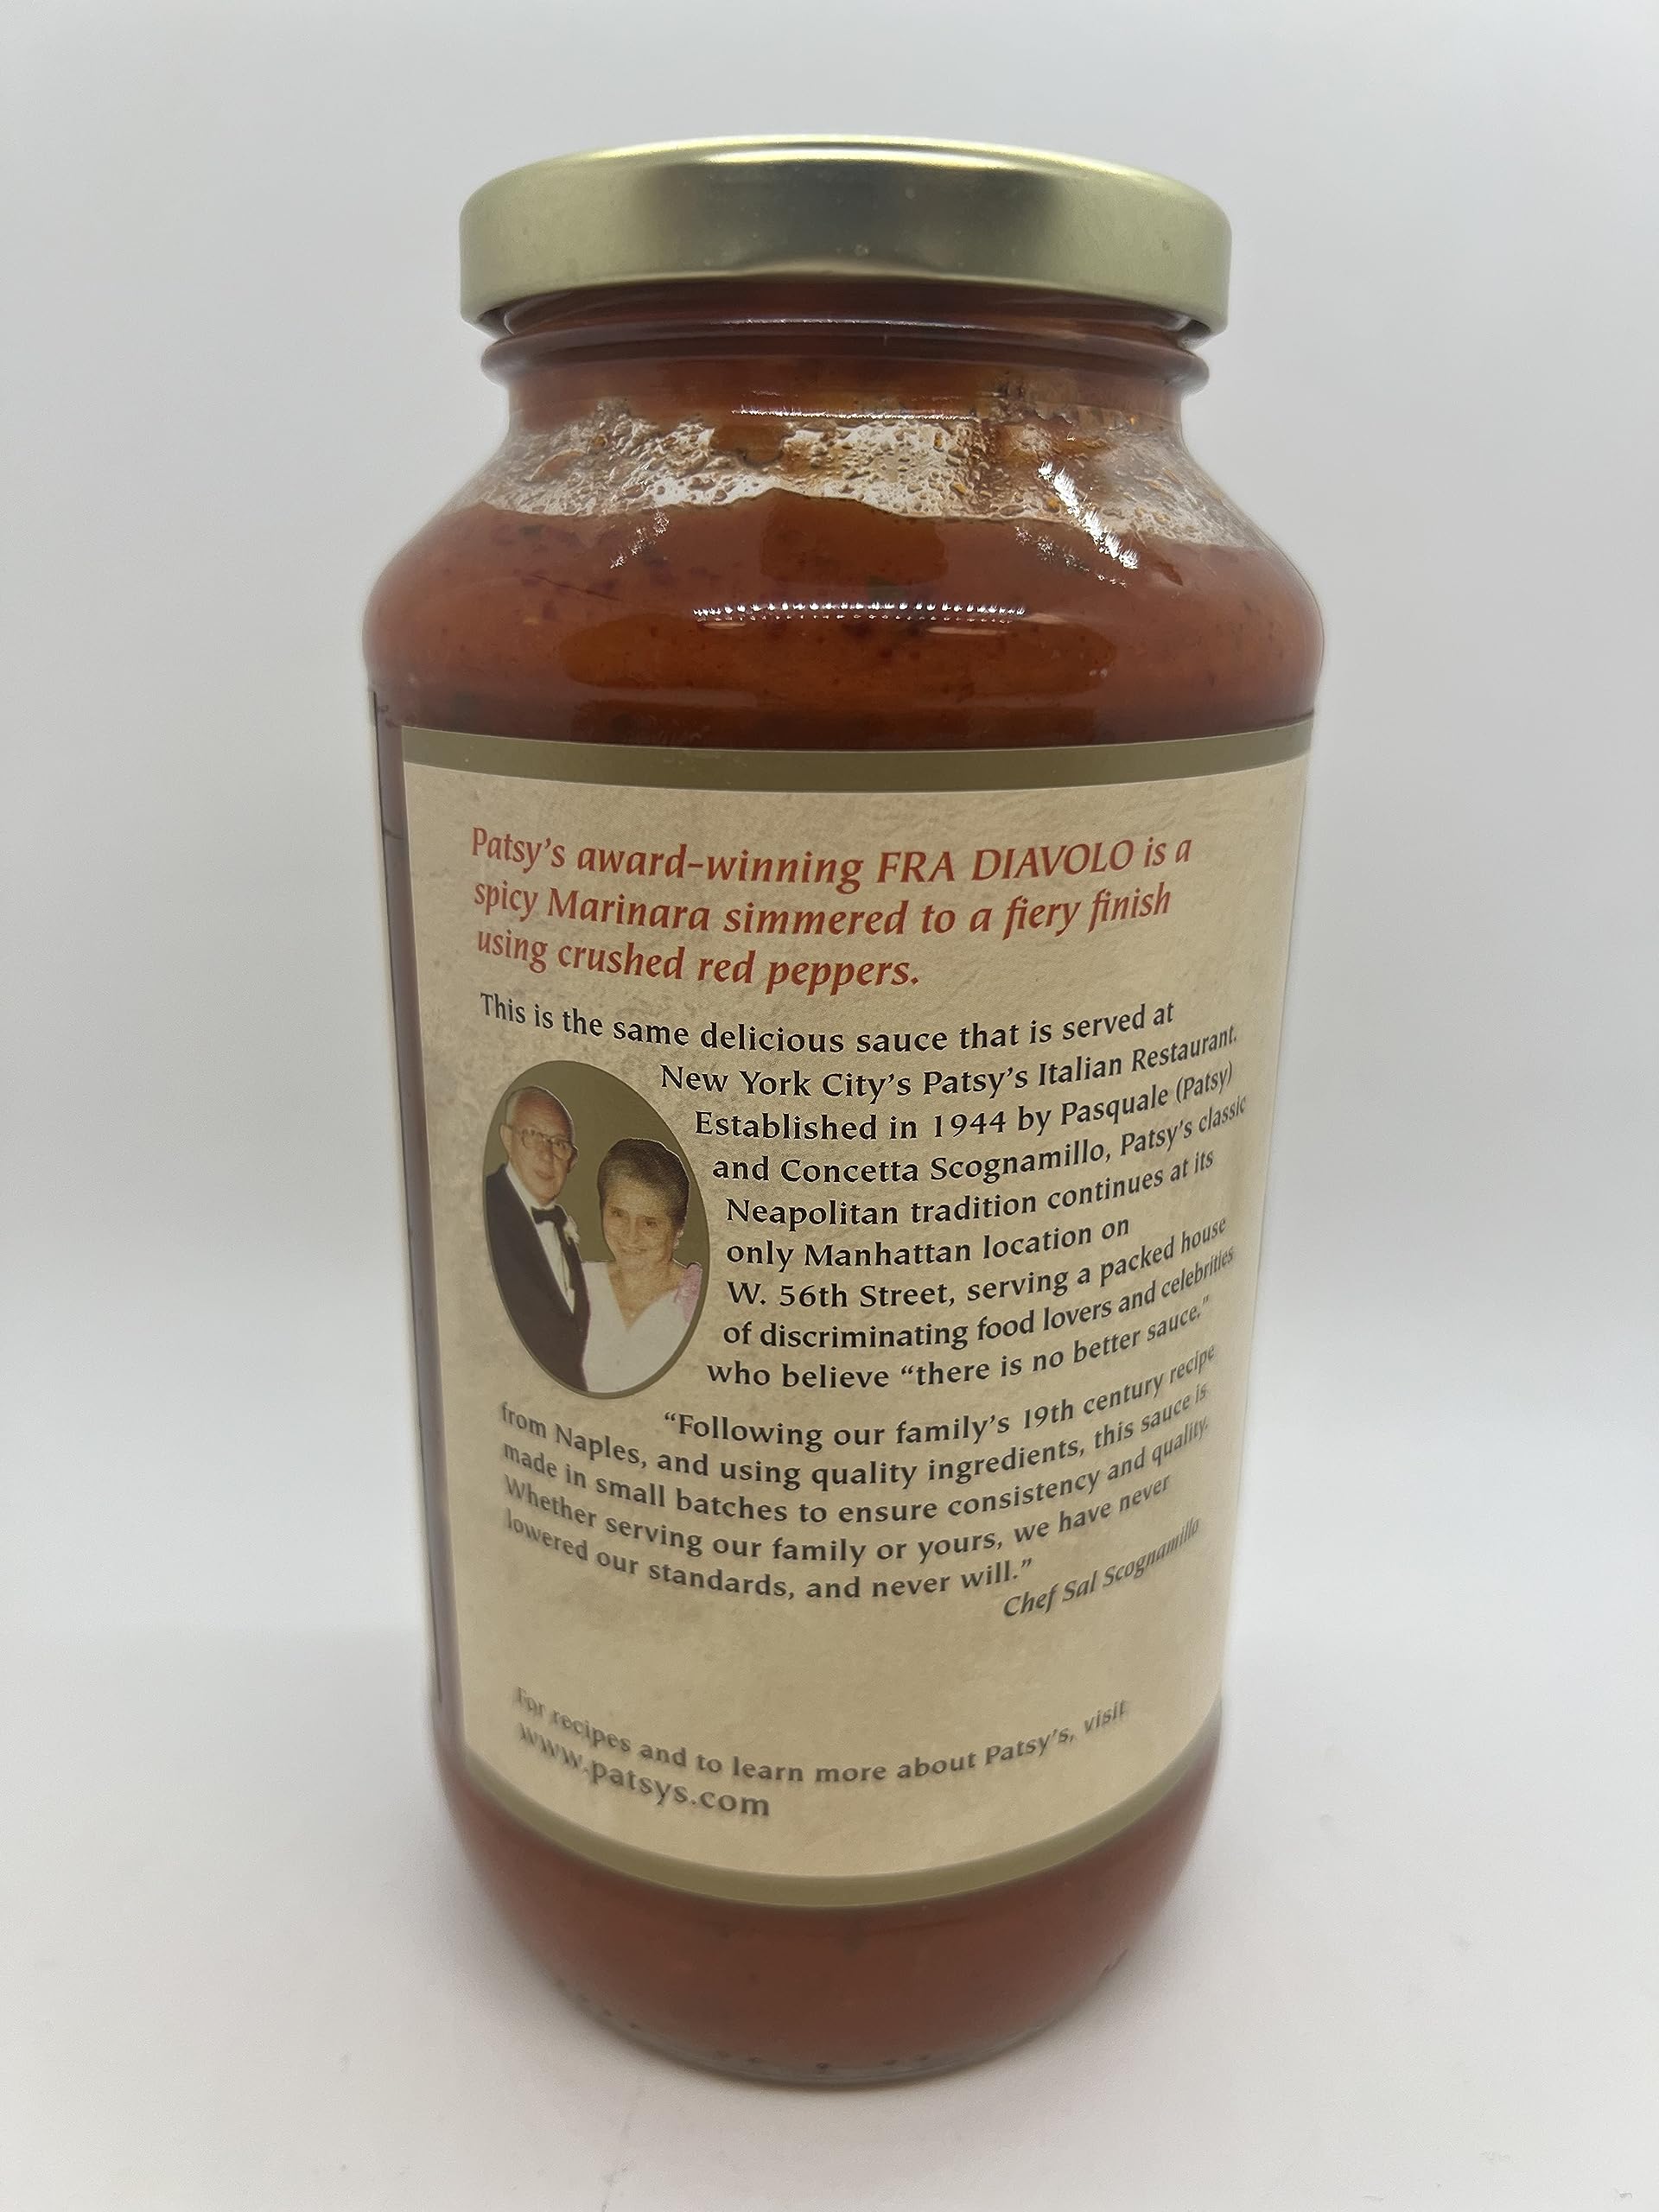 Patsy's award-winning FRA DIAVOLO is a
spicy Marinara simmered to a fiery finish
using crushed red peppers.
This is the same delicious sauce that is served at
New York City's Patsy's Italian Restaurant.
Established in 1944 by Pasquale (Patsy)
and Concetta Scognamillo, Patsy's classic
Neapolitan tradition continues at its
only Manhattan location on
W. 56th Street, serving a packed house
of discriminating food lovers and celebrities
who believe “there is no better sauce.”
“Following our family's 19th century recipe
from Naples, and using quality ingredients, this sauce is
made in small batches to ensure consistency and quality.
Whether serving our family or yours, we have never
lowered our standards, and never will.”
Chef Sal Scognamillo
For recipes and to learn more about Patsy's, visit
www.patsys.com